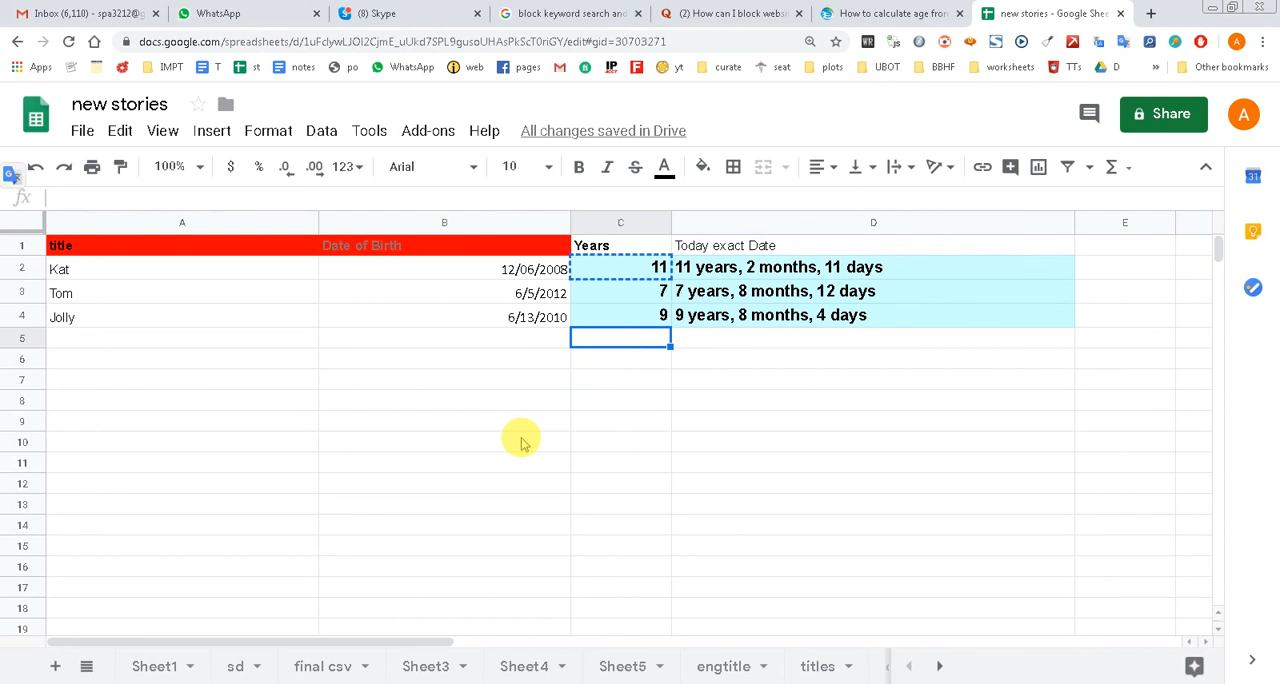 Inbox (6,110) - spa3212@g
WhatsApp
(8) Skype
block keyword search and
(2) How can I block websi
How to calculate age from
new stories - Google Shee
docs.google.com/spreadsheets/d/1uFclywLJOI2CjmE_uUkd7SPL9gusoUHAsPkScT0riGY/edit#gid=30703271
Apps
IMPT
T
st
notes
po
WhatsApp
web
pages
yt
curate
seat
plots
UBOT
BBHF
worksheets
TTs
D
»
Other bookmarks
new stories
Share
A
File Edit View Insert Format Data Tools Add-ons Help All changes saved in Drive
100% $ % .0 .00 123 Arial 10 B I S A
fx
A B C D E
1 title Date of Birth Years Today exact Date
2 Kat 12/06/2008 11 11 years, 2 months, 11 days
3 Tom 6/5/2012 7 7 years, 8 months, 12 days
4 Jolly 6/13/2010 9 9 years, 8 months, 4 days
5
6
7
8
9
10
11
12
13
14
15
16
17
18
19
+ Sheet1 sd final csv Sheet3 Sheet4 Sheet5 engtitle titles